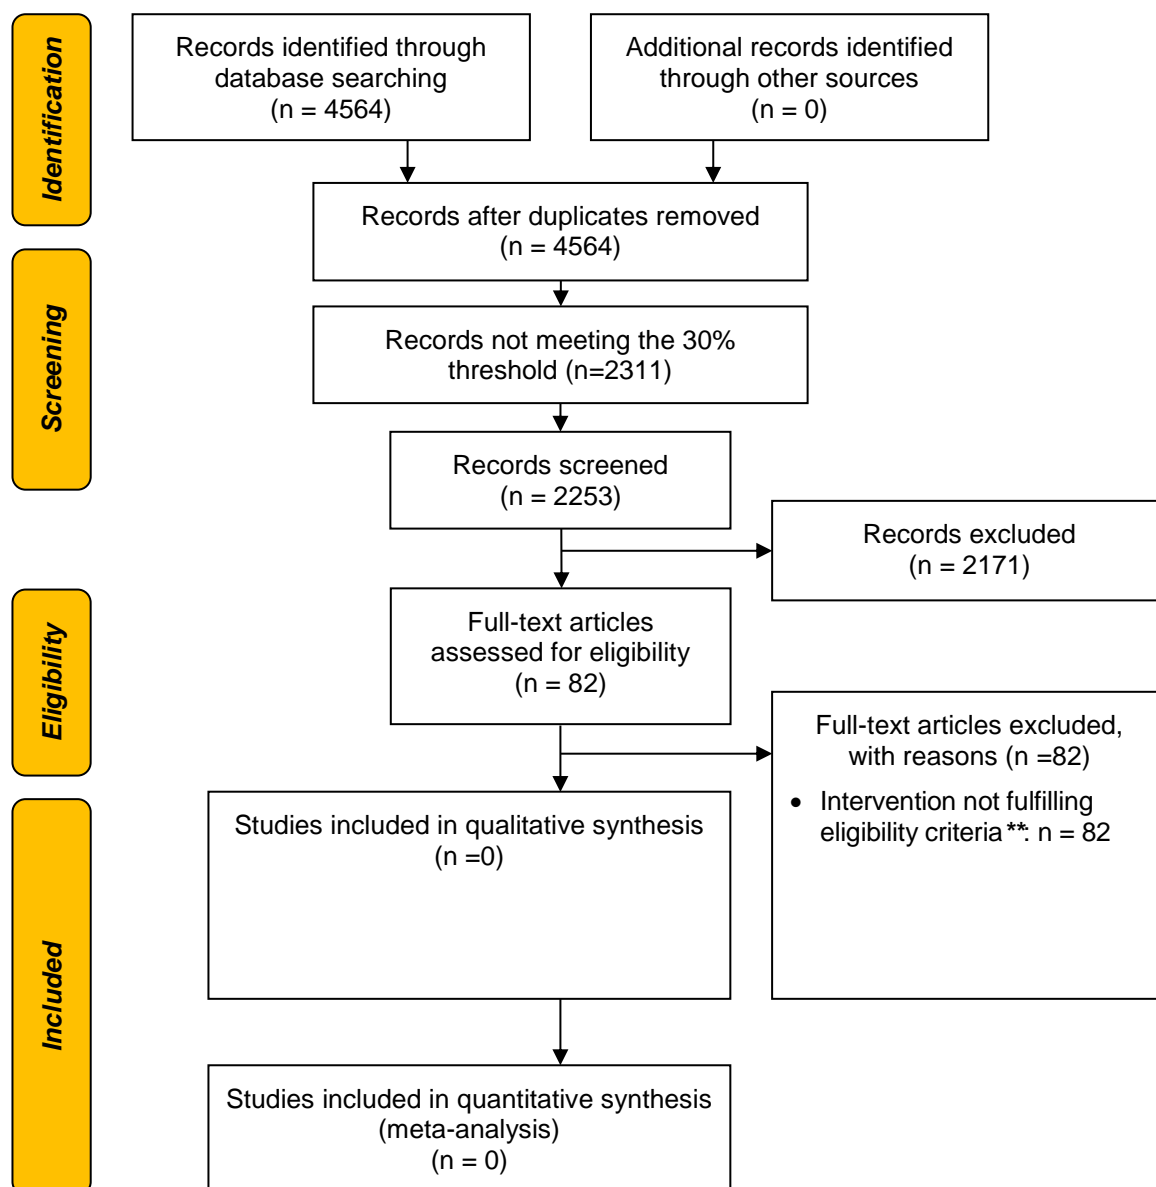 Identification
Records identified through
database searching
(n = 4564)
Additional records identified
through other sources
(n = 0)
Records after duplicates removed
(n = 4564)
Screening
Records not meeting the 30%
threshold (n=2311)
Records screened
(n = 2253)
Records excluded
(n = 2171)
Eligibility
Full-text articles
assessed for eligibility
(n = 82)
Full-text articles excluded,
with reasons (n =82)
• Intervention not fulfilling
eligibility criteria**: n = 82
Included
Studies included in qualitative synthesis
(n =0)
Studies included in quantitative synthesis
(meta-analysis)
(n = 0)